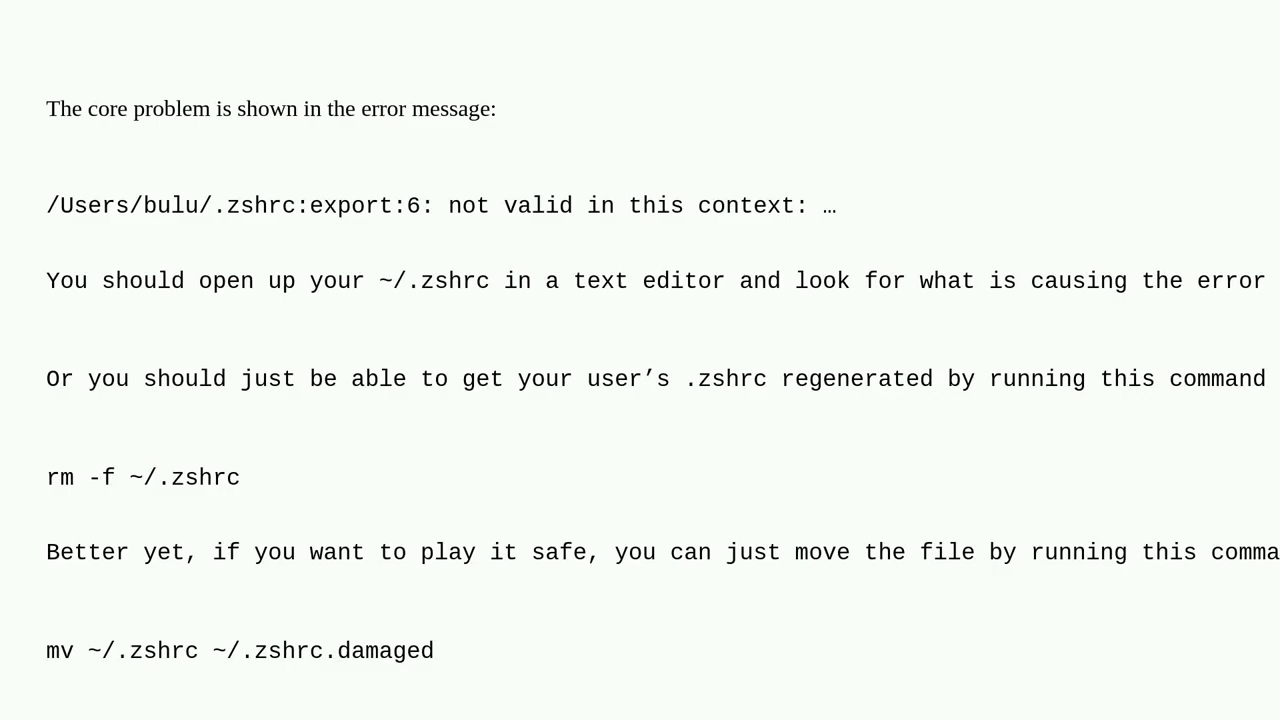 The core problem is shown in the error message:
/Users/bulu/.zshrc:export:6: not valid in this context: …
You should open up your ~/.zshrc in a text editor and look for what is causing the error
Or you should just be able to get your user’s .zshrc regenerated by running this command
rm -f ~/.zshrc
Better yet, if you want to play it safe, you can just move the file by running this comma
mv ~/.zshrc ~/.zshrc.damaged